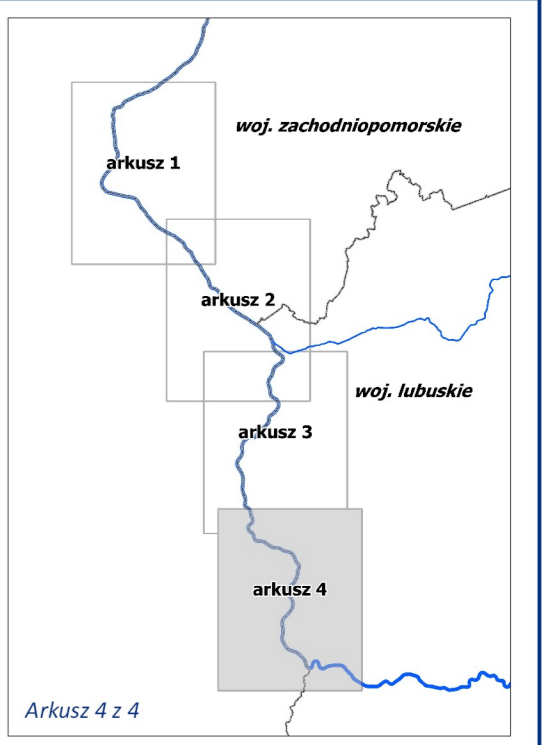 woj. zachodniopomorskie
arkusz 1
arkusz 2
woj. lubuskie
arkusz 3
arkusz 4
Arkusz 4 z 4